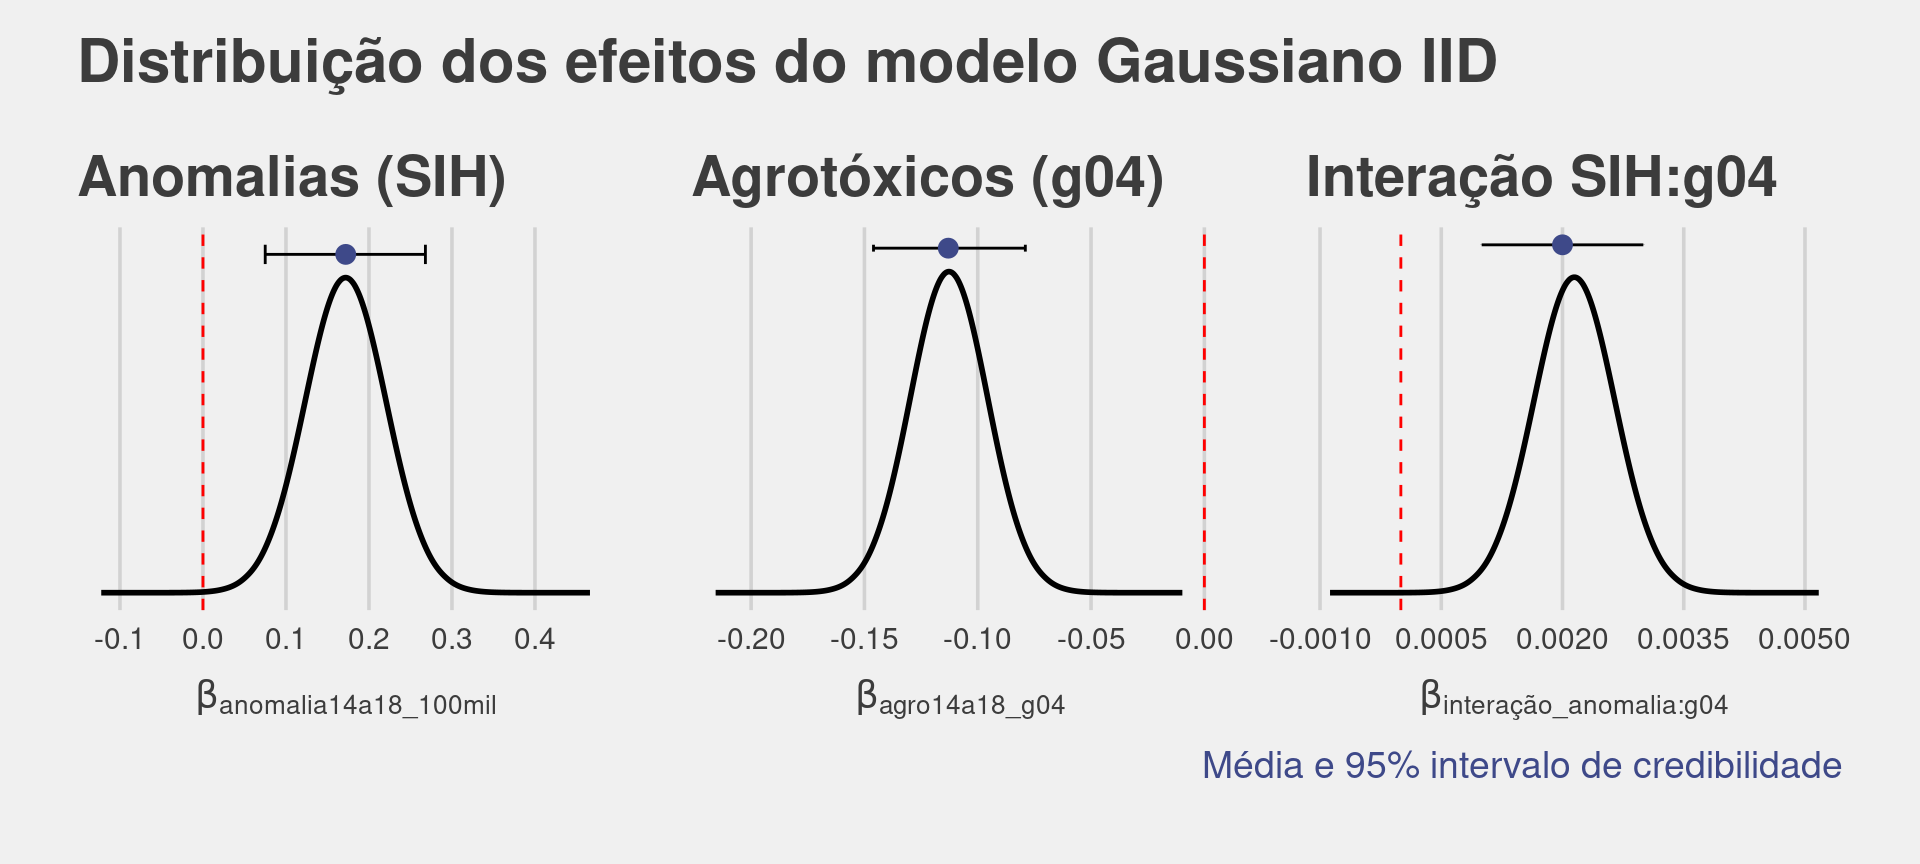 Distribuição dos efeitos do modelo Gaussiano IID
Anomalias (SIH)
Agrotóxicos (g04)
Interação SIH:g04
-0.1 0.0 0.1 0.2 0.3 0.4
-0.20 -0.15 -0.10 -0.05 0.00
-0.0010 0.0005 0.0020 0.0035 0.0050
βanomalia14a18_100mil
βagro14a18_g04
βinteração_anomalia:g04
Média e 95% intervalo de credibilidade